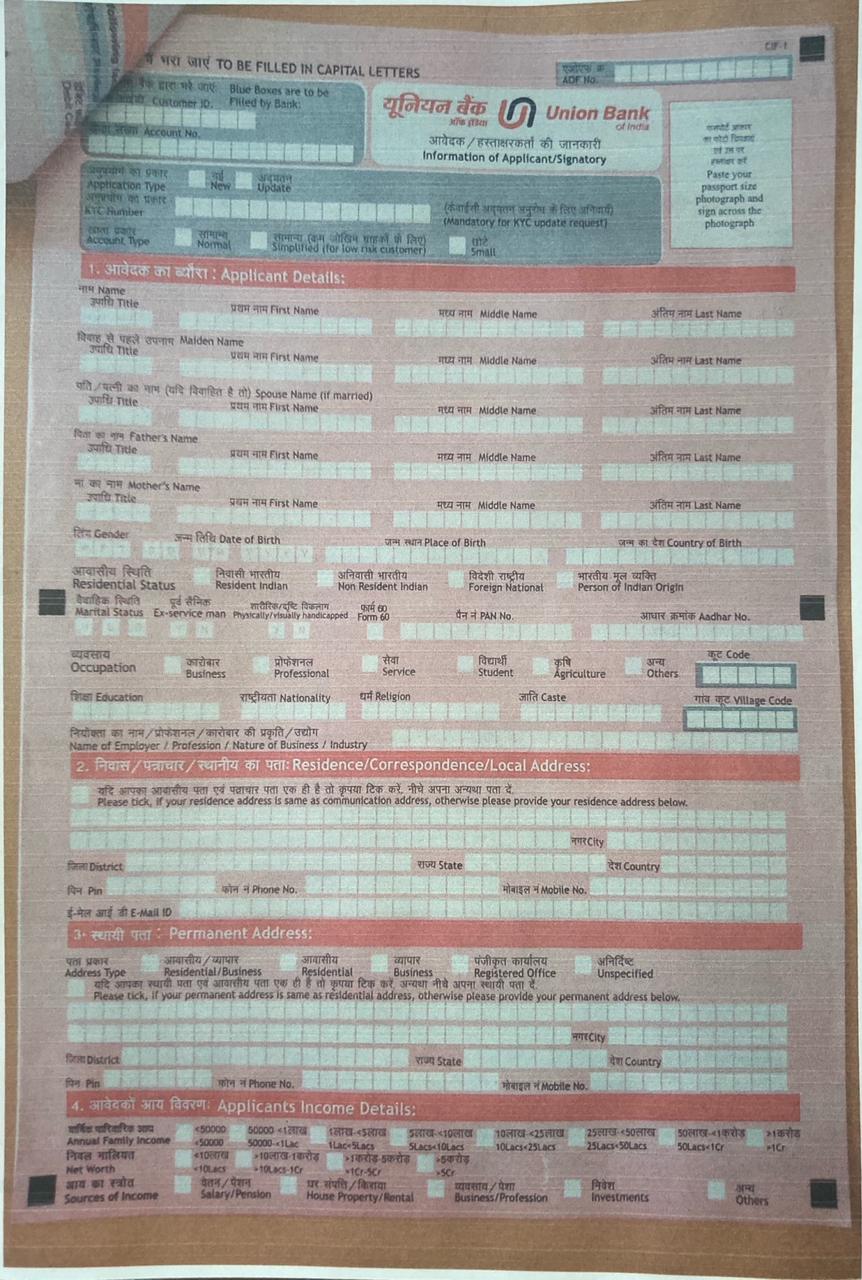 CIF-1
में भरा जाएं TO BE FILLED IN CAPITAL LETTERS
ADF No.
बैंक द्वारा भरे जाएं: Blue Boxes are to be
Customer ID. Filled by Bank:
Account No.
यूनियन बैंक Union Bank
ऑफ इंडिया of India
आवेदक/हस्ताक्षरकर्ता की जानकारी
Information of Applicant/Signatory
पासपोर्ट आकार
का फोटो चिपकाएं
एवं उस पर
हस्ताक्षर करें
Paste your
passport size
photograph and
sign across the
photograph
अनुप्रयोग का प्रकार नई अद्यतन
Application Type New Update
अनुप्रयोग का प्रकार (केवाईसी अद्यतन अनुरोध के लिए अनिवार्य)
KYC Number (Mandatory for KYC update request)
खाता प्रकार सामान्य सामान्य (कम जोखिम ग्राहकों के लिए) छोटे
Account Type Normal Simplified (for low risk customer) Small
1. आवेदक का ब्यौरा : Applicant Details:
नाम Name
उपाधि Title प्रथम नाम First Name मध्य नाम Middle Name अंतिम नाम Last Name
विवाह से पहले उपनाम Maiden Name
उपाधि Title प्रथम नाम First Name मध्य नाम Middle Name अंतिम नाम Last Name
पति/पत्नी का नाम (यदि विवाहित है तो) Spouse Name (if married)
उपाधि Title प्रथम नाम First Name मध्य नाम Middle Name अंतिम नाम Last Name
पिता का नाम Father's Name
उपाधि Title प्रथम नाम First Name मध्य नाम Middle Name अंतिम नाम Last Name
मां का नाम Mother's Name
उपाधि Title प्रथम नाम First Name मध्य नाम Middle Name अंतिम नाम Last Name
लिंग Gender जन्म तिथि Date of Birth जन्म स्थान Place of Birth जन्म का देश Country of Birth
आवासीय स्थिति निवासी भारतीय अनिवासी भारतीय विदेशी राष्ट्रीय भारतीय मूल व्यक्ति
Residential Status Resident Indian Non Resident Indian Foreign National Person of Indian Origin
वैवाहिक स्थिति पूर्व सैनिक शारीरिक/दृष्टि विकलांग फार्म 60
Marital Status Ex-service man Physically/visually handicapped Form 60 पैन नं PAN No. आधार क्रमांक Aadhar No.
व्यवसाय कारोबार प्रोफेशनल सेवा विद्यार्थी कृषि अन्य कूट Code
Occupation Business Professional Service Student Agriculture Others
शिक्षा Education राष्ट्रीयता Nationality धर्म Religion जाति Caste गांव कूट Village Code
नियोक्ता का नाम/प्रोफेशनल/कारोबार की प्रकृति/उद्योग
Name of Employer / Profession / Nature of Business / Industry
2. निवास/पत्राचार/स्थानीय का पता: Residence/Correspondence/Local Address:
यदि आपका आवासीय पता एवं पत्राचार पता एक ही है तो कृपया टिक करें, नीचे अपना अन्यथा पता दें.
Please tick, if your residence address is same as communication address, otherwise please provide your residence address below.
नगर City
जिला District राज्य State देश Country
पिन Pin फोन नं Phone No. मोबाइल नं Mobile No.
ई-मेल आई डी E-Mail ID
3· स्थायी पता : Permanent Address:
पता प्रकार आवासीय/व्यापार आवासीय व्यापार पंजीकृत कार्यालय अनिर्दिष्ट
Address Type Residential/Business Residential Business Registered Office Unspecified
यदि आपका स्थायी पता एवं आवासीय पता एक ही है तो कृपया टिक करें, अन्यथा नीचे अपना स्थायी पता दें.
Please tick, if your permanent address is same as residential address, otherwise please provide your permanent address below.
नगर City
जिला District राज्य State देश Country
पिन Pin फोन नं Phone No. मोबाइल नं Mobile No.
4. आवेदकों आय विवरण: Applicants Income Details:
वार्षिक पारिवारिक आय <50000 50000 <1लाख 1लाख<5लाख 5लाख<10लाख 10लाख<25लाख 25लाख<50लाख 50लाख<1करोड़ >1करोड़
Annual Family Income <50000 50000-<1Lac 1Lac<5Lacs 5Lacs<10Lacs 10Lacs<25Lacs 25Lacs<50Lacs 50Lacs<1Cr >1Cr
निवल मालियत <10लाख >10लाख-1करोड़ >1करोड़-5करोड़ >5करोड़
Net Worth <10Lacs >10Lacs-1Cr >1Cr-5Cr >5Cr
आय का स्त्रोत वेतन/पेंशन घर संपत्ति/किराया व्यवसाय/पेशा निवेश अन्य
Sources of Income Salary/Pension House Property/Rental Business/Profession Investments Others